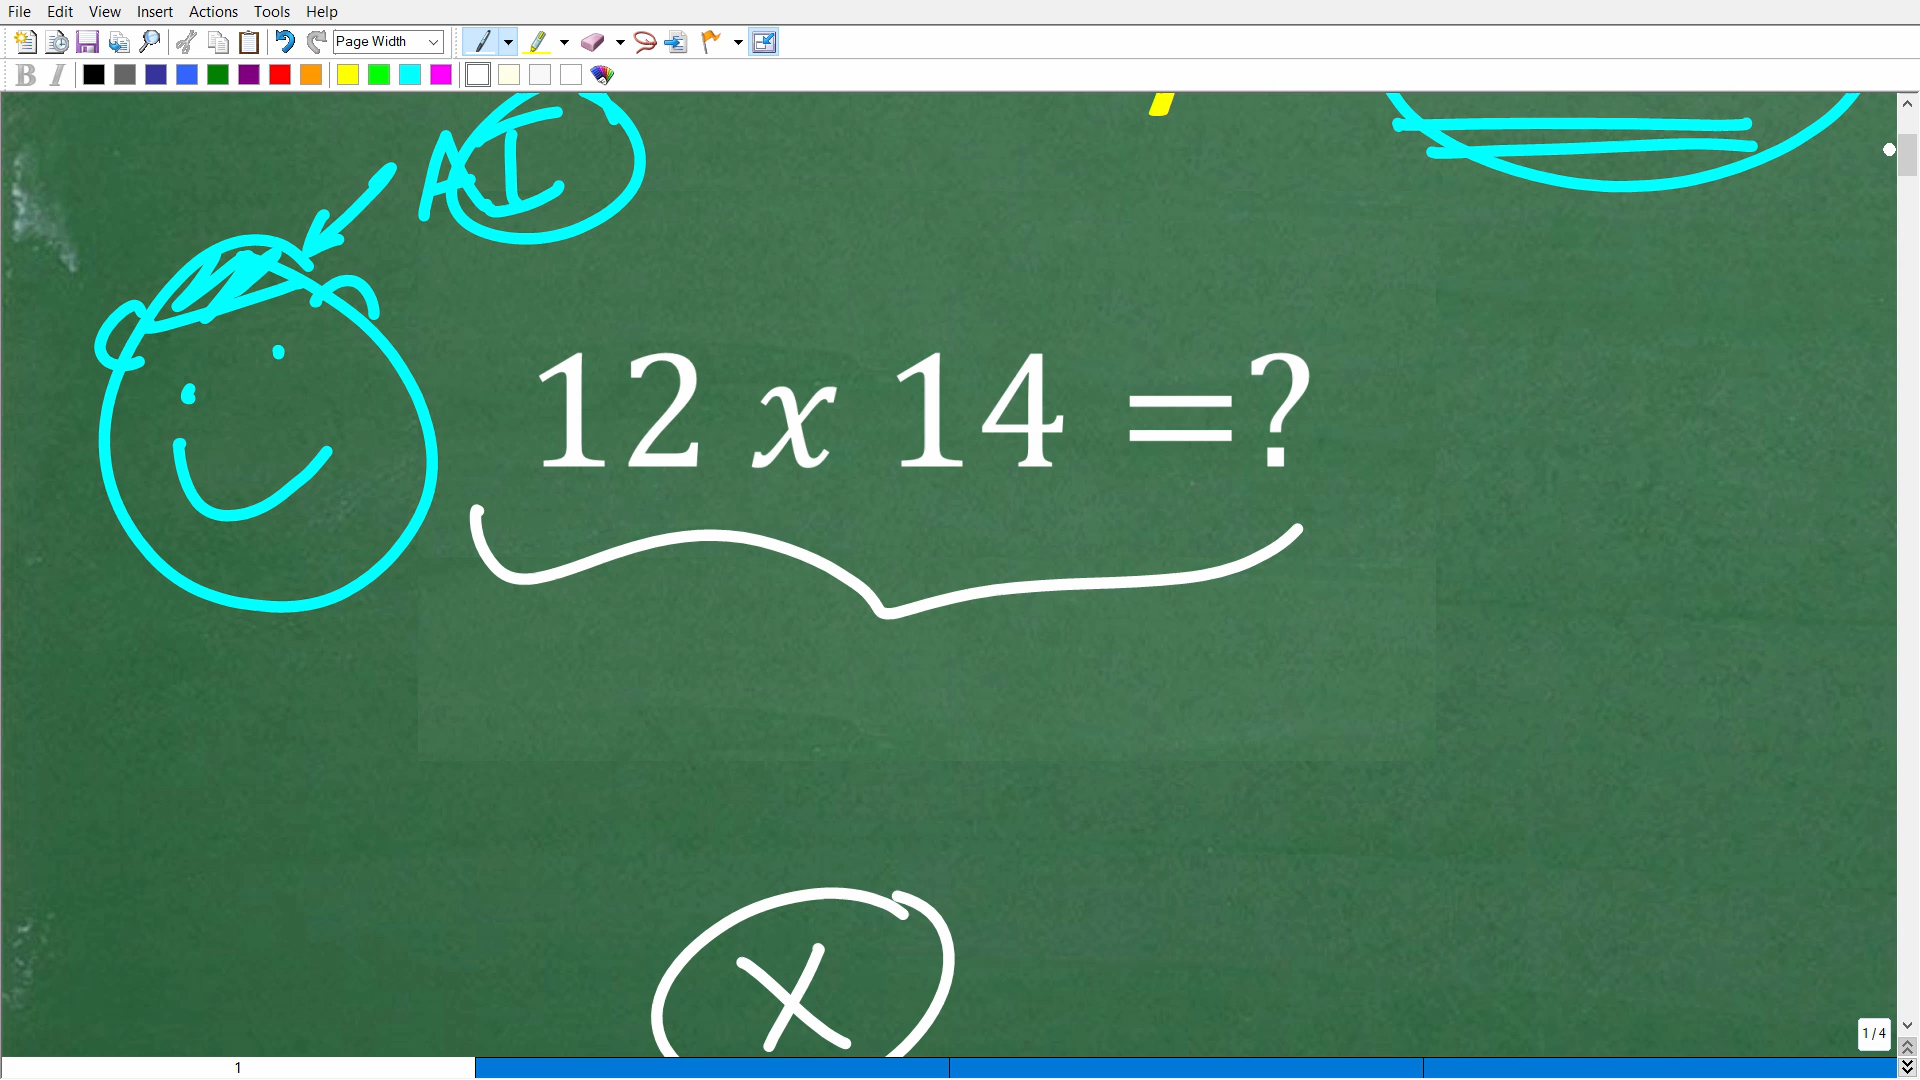 File Edit View Insert Actions Tools Help
Page Width
B I
AI
12 x 14 =?
X
1 / 4
1